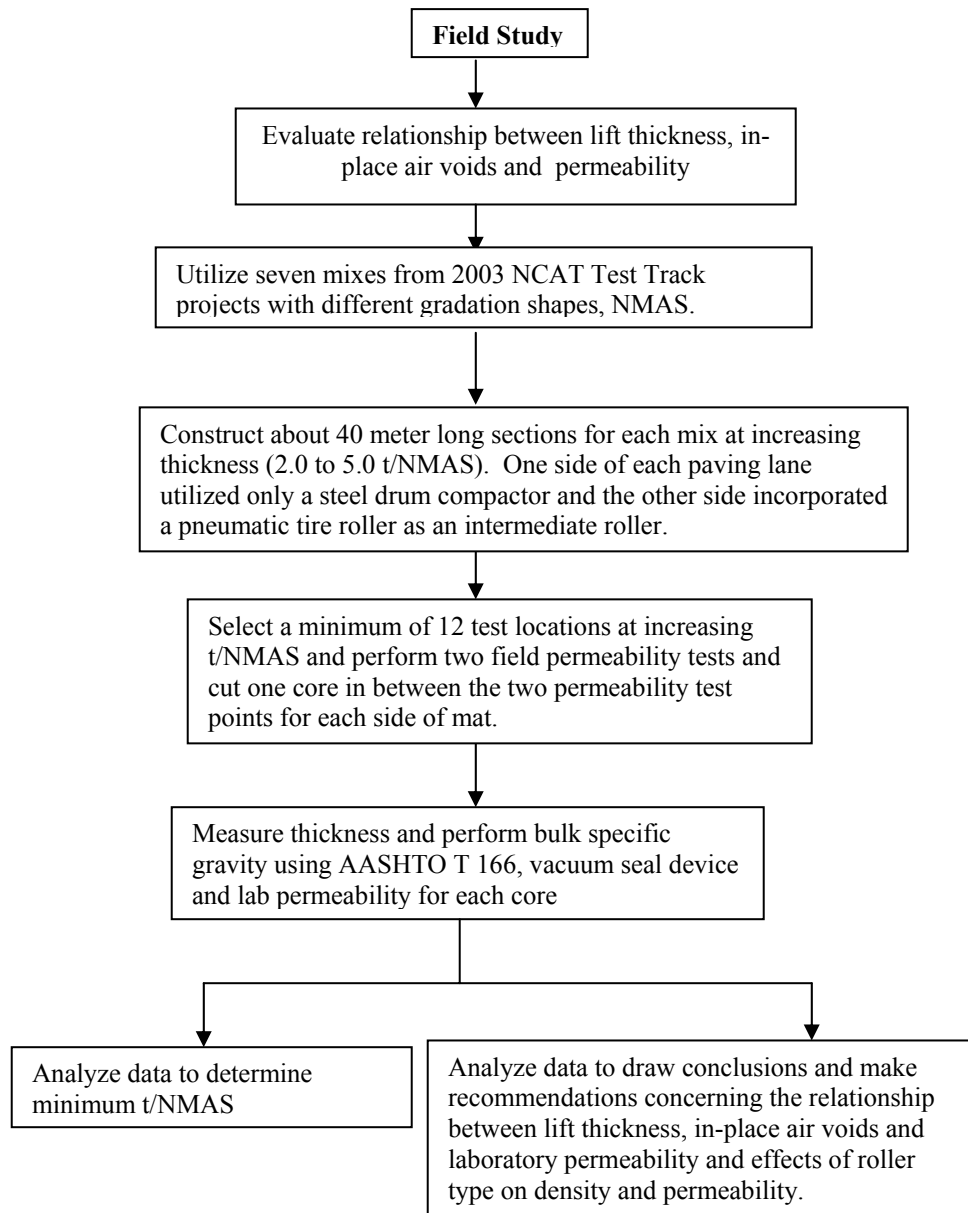 Field Study
Evaluate relationship between lift thickness, in-
place air voids and permeability
Utilize seven mixes from 2003 NCAT Test Track
projects with different gradation shapes, NMAS.
Construct about 40 meter long sections for each mix at increasing
thickness (2.0 to 5.0 t/NMAS). One side of each paving lane
utilized only a steel drum compactor and the other side incorporated
a pneumatic tire roller as an intermediate roller.
Select a minimum of 12 test locations at increasing
t/NMAS and perform two field permeability tests and
cut one core in between the two permeability test
points for each side of mat.
Measure thickness and perform bulk specific
gravity using AASHTO T 166, vacuum seal device
and lab permeability for each core
Analyze data to determine
minimum t/NMAS
Analyze data to draw conclusions and make
recommendations concerning the relationship
between lift thickness, in-place air voids and
laboratory permeability and effects of roller
type on density and permeability.